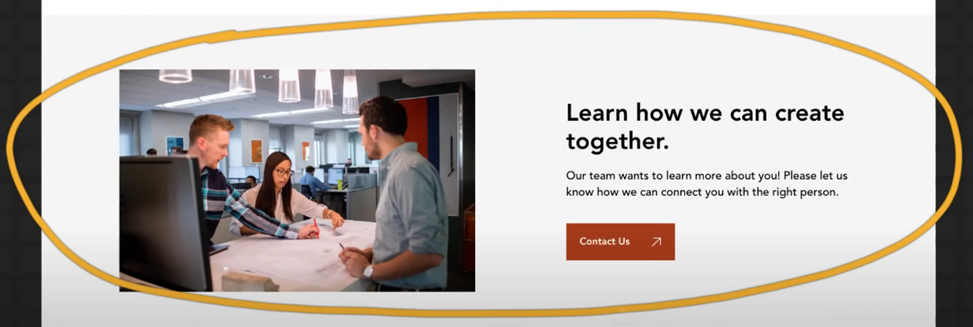 Learn how we can create
together.
Our team wants to learn more about you! Please let us
know how we can connect you with the right person.
Contact Us